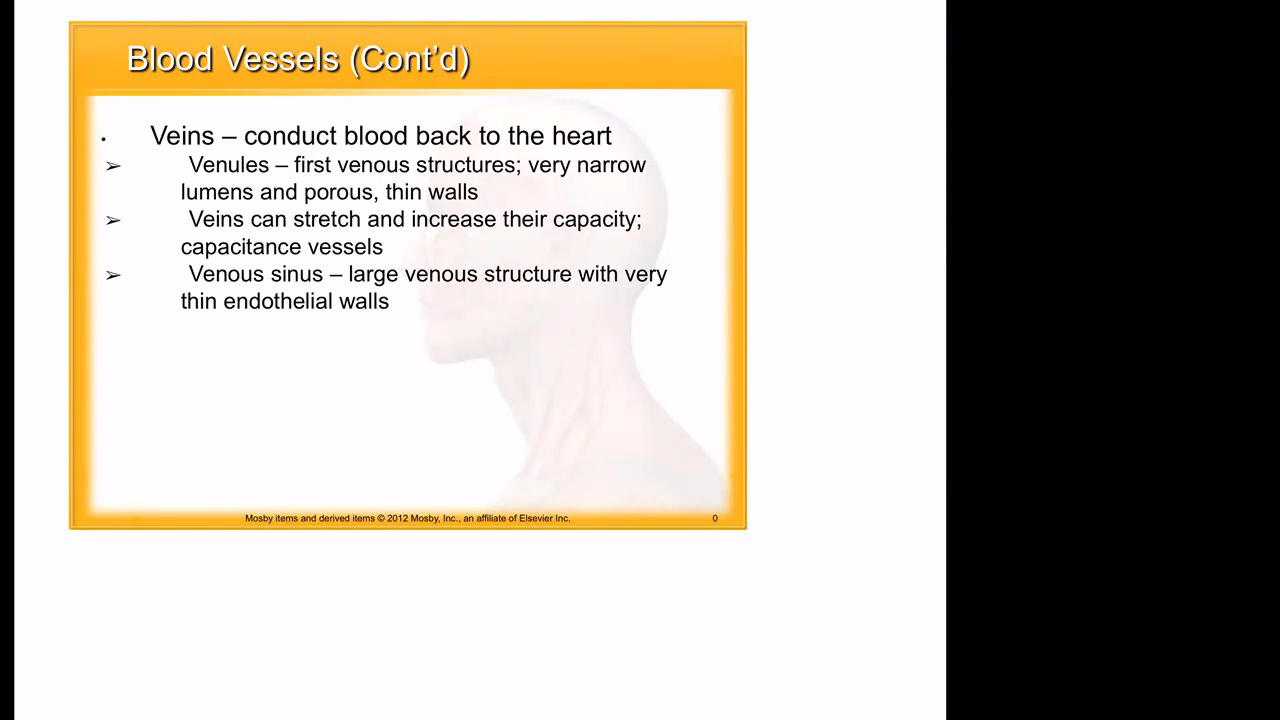 Blood Vessels (Cont'd)
• Veins – conduct blood back to the heart
➢ Venules – first venous structures; very narrow
lumens and porous, thin walls
➢ Veins can stretch and increase their capacity;
capacitance vessels
➢ Venous sinus – large venous structure with very
thin endothelial walls
Mosby items and derived items © 2012 Mosby, Inc., an affiliate of Elsevier Inc. 0